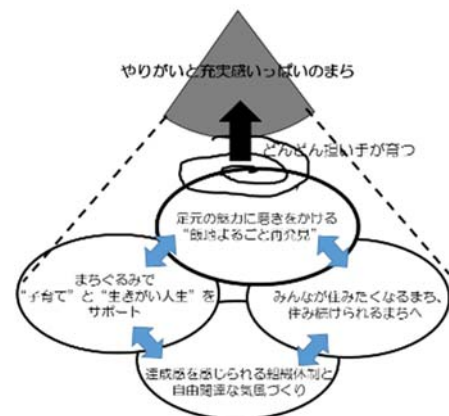 やりがいと充実感いっぱいのまち
どんどん担い手が育つ
足元の魅力に磨きをかける
“飯地まるごと再発見”
まちぐるみで
“子育て”と“生きがい人生”を
サポート
みんなが住みたくなるまち、
住み続けられるまちへ
達成感を感じられる組織体制と
自由闊達な気風づくり